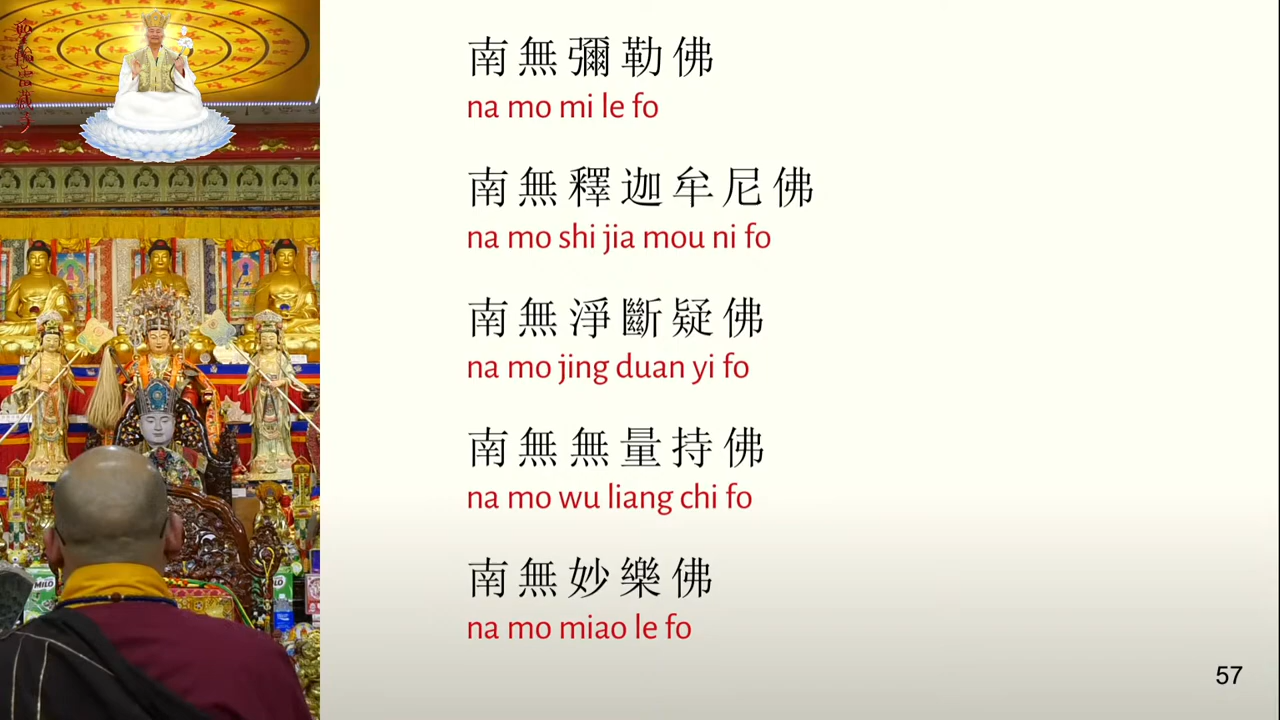 南無彌勒佛
na mo mi le fo
南無釋迦牟尼佛
na mo shi jia mou ni fo
南無淨斷疑佛
na mo jing duan yi fo
南無無量持佛
na mo wu liang chi fo
南無妙樂佛
na mo miao le fo
57
MILO